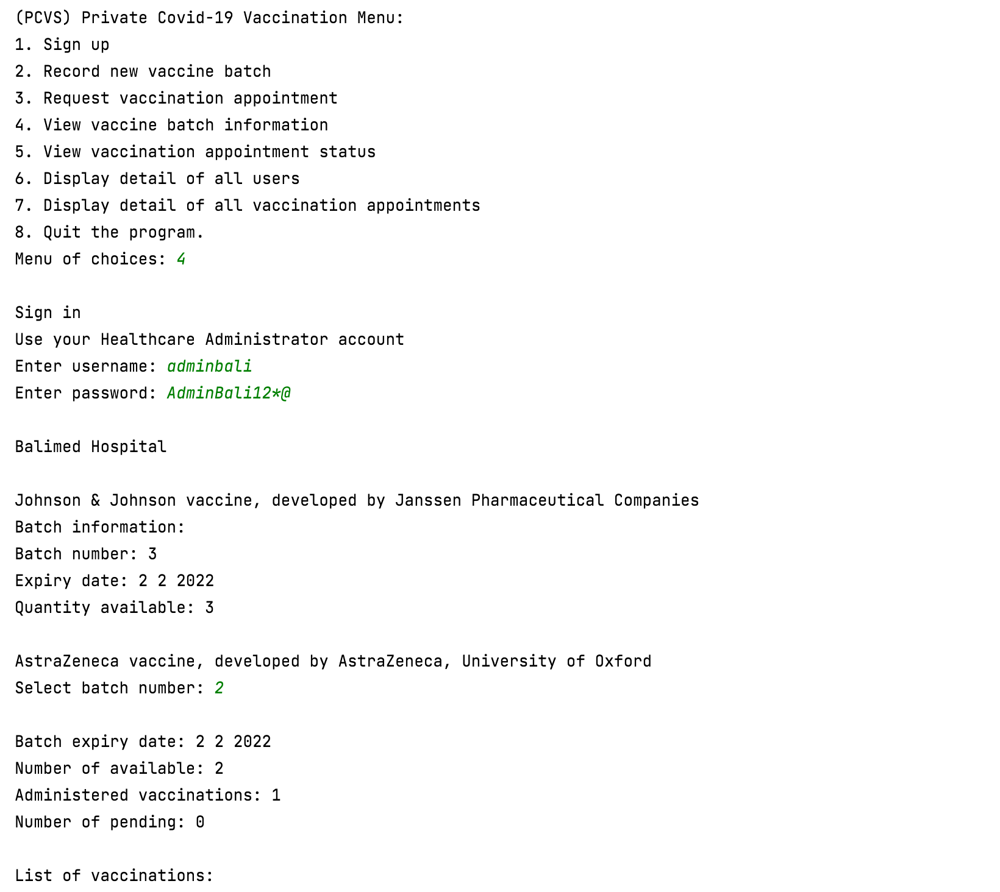 (PCVS) Private Covid-19 Vaccination Menu:
1. Sign up
2. Record new vaccine batch
3. Request vaccination appointment
4. View vaccine batch information
5. View vaccination appointment status
6. Display detail of all users
7. Display detail of all vaccination appointments
8. Quit the program.
Menu of choices: 4
Sign in
Use your Healthcare Administrator account
Enter username: adminbali
Enter password: AdminBali12*@
Balimed Hospital
Johnson & Johnson vaccine, developed by Janssen Pharmaceutical Companies
Batch information:
Batch number: 3
Expiry date: 2 2 2022
Quantity available: 3
AstraZeneca vaccine, developed by AstraZeneca, University of Oxford
Select batch number: 2
Batch expiry date: 2 2 2022
Number of available: 2
Administered vaccinations: 1
Number of pending: 0
List of vaccinations: